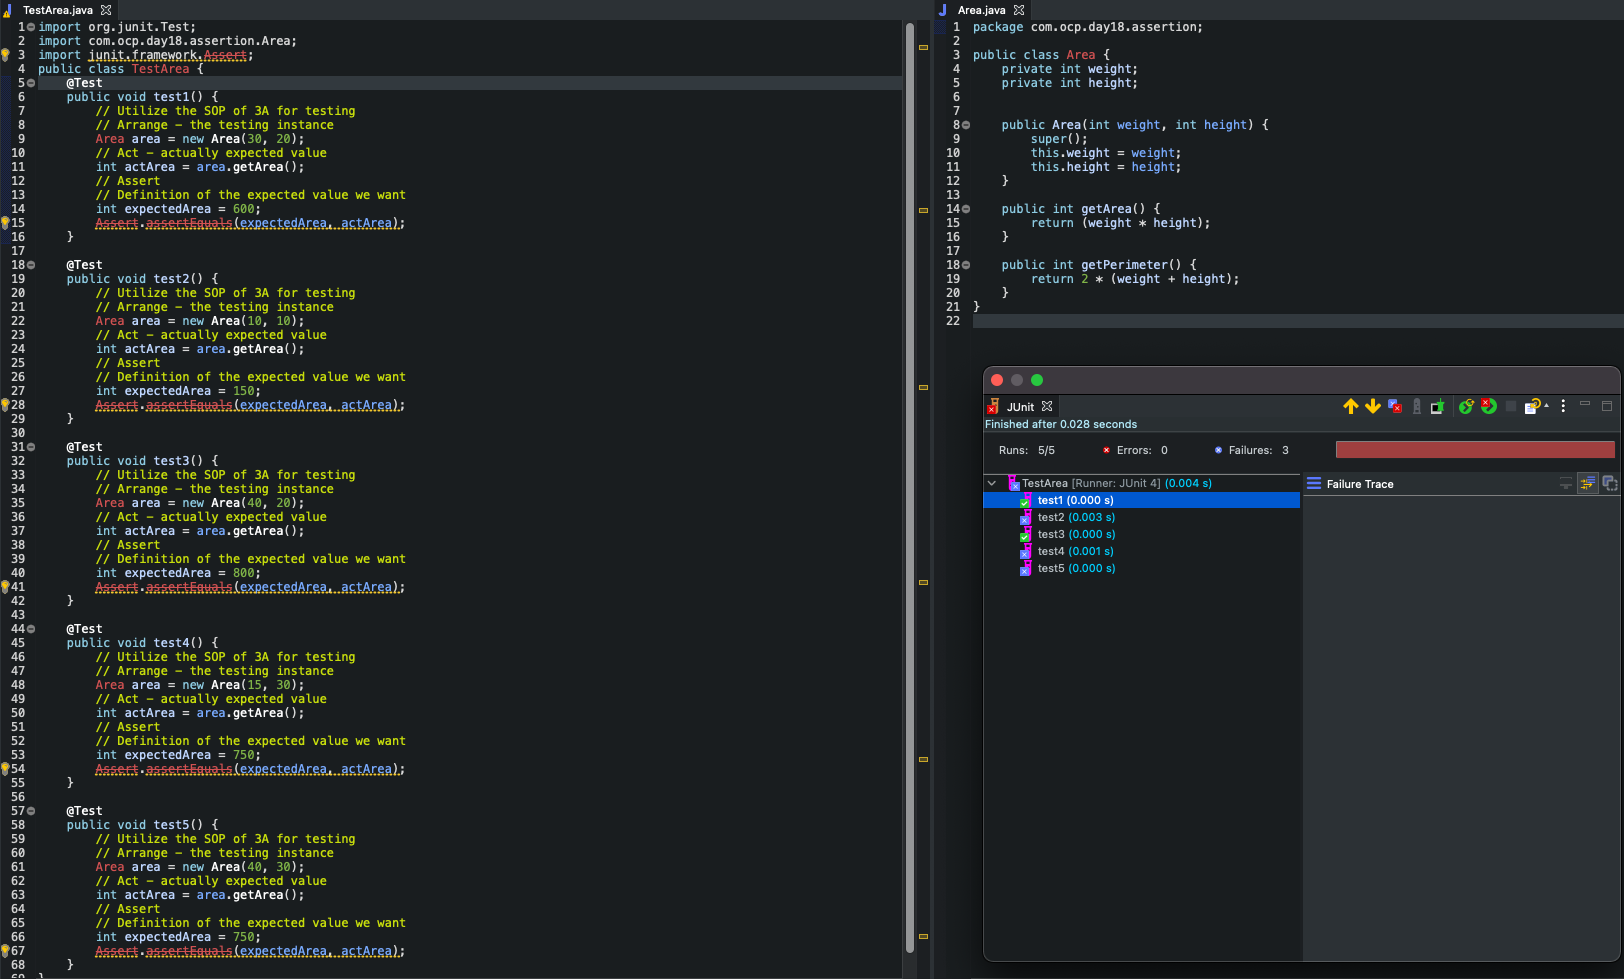 TestArea.java
1 import org.junit.Test;
2 import com.ocp.day18.assertion.Area;
3 import junit.framework.Assert;
4 public class TestArea {
5     @Test
6     public void test1() {
7         // Utilize the SOP of 3A for testing
8         // Arrange – the testing instance
9         Area area = new Area(30, 20);
10         // Act – actually expected value
11         int actArea = area.getArea();
12         // Assert
13         // Definition of the expected value we want
14         int expectedArea = 600;
15         Assert.assertEquals(expectedArea, actArea);
16     }
17
18     @Test
19     public void test2() {
20         // Utilize the SOP of 3A for testing
21         // Arrange – the testing instance
22         Area area = new Area(10, 10);
23         // Act – actually expected value
24         int actArea = area.getArea();
25         // Assert
26         // Definition of the expected value we want
27         int expectedArea = 150;
28         Assert.assertEquals(expectedArea, actArea);
29     }
30
31     @Test
32     public void test3() {
33         // Utilize the SOP of 3A for testing
34         // Arrange – the testing instance
35         Area area = new Area(40, 20);
36         // Act – actually expected value
37         int actArea = area.getArea();
38         // Assert
39         // Definition of the expected value we want
40         int expectedArea = 800;
41         Assert.assertEquals(expectedArea, actArea);
42     }
43
44     @Test
45     public void test4() {
46         // Utilize the SOP of 3A for testing
47         // Arrange – the testing instance
48         Area area = new Area(15, 30);
49         // Act – actually expected value
50         int actArea = area.getArea();
51         // Assert
52         // Definition of the expected value we want
53         int expectedArea = 750;
54         Assert.assertEquals(expectedArea, actArea);
55     }
56
57     @Test
58     public void test5() {
59         // Utilize the SOP of 3A for testing
60         // Arrange – the testing instance
61         Area area = new Area(40, 30);
62         // Act – actually expected value
63         int actArea = area.getArea();
64         // Assert
65         // Definition of the expected value we want
66         int expectedArea = 750;
67         Assert.assertEquals(expectedArea, actArea);
68     }
Area.java
1 package com.ocp.day18.assertion;
2
3 public class Area {
4     private int weight;
5     private int height;
6
7
8     public Area(int weight, int height) {
9         super();
10         this.weight = weight;
11         this.height = height;
12     }
13
14     public int getArea() {
15         return (weight * height);
16     }
17
18     public int getPerimeter() {
19         return 2 * (weight + height);
20     }
21 }
22
JUnit
Finished after 0.028 seconds
Runs: 5/5 Errors: 0 Failures: 3
TestArea [Runner: JUnit 4] (0.004 s)
test1 (0.000 s)
test2 (0.003 s)
test3 (0.000 s)
test4 (0.001 s)
test5 (0.000 s)
Failure Trace